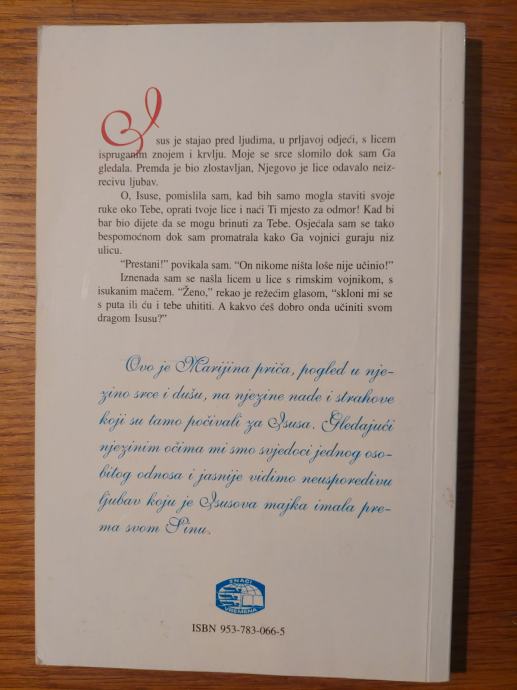 Isus je stajao pred ljudima, u prljavoj odjeći, s licem
ispruganim znojem i krvlju. Moje se srce slomilo dok sam Ga
gledala. Premda je bio zlostavljan, Njegovo je lice odavalo neiz-
recivu ljubav.
O, Isuse, pomislila sam, kad bih samo mogla staviti svoje
ruke oko Tebe, oprati tvoje lice i naći Ti mjesto za odmor! Kad bi
bar bio dijete da se mogu brinuti za Tebe. Osjećala sam se tako
bespomoćnom dok sam promatrala kako Ga vojnici guraju niz
ulicu.
“Prestani!” povikala sam. “On nikome ništa loše nije učinio!”
Iznenada sam se našla licem u lice s rimskim vojnikom, s
isukanim mačem. “Ženo,” rekao je režećim glasom, “skloni mi se
s puta ili ću i tebe uhititi. A kakvo ćeš dobro onda učiniti svom
dragom Isusu?”
Ovo je Marijina priča, pogled u nje-
zino srce i dušu, na njezine nade i strahove
koji su tamo počivali za Isusa. Gledajući
njezinim očima mi smo svjedoci jednog oso-
bitog odnosa i jasnije vidimo neusporedivu
ljubav koju je Isusova majka imala pre-
ma svom Sinu.
ZNACI
VREMENA
ISBN 953-783-066-5